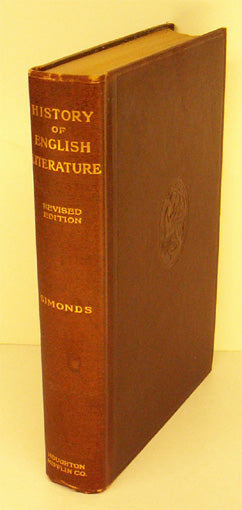 HISTORY
OF
ENGLISH
LITERATURE
REVISED
EDITION
SIMONDS
HOUGHTON
MIFFLIN CO.